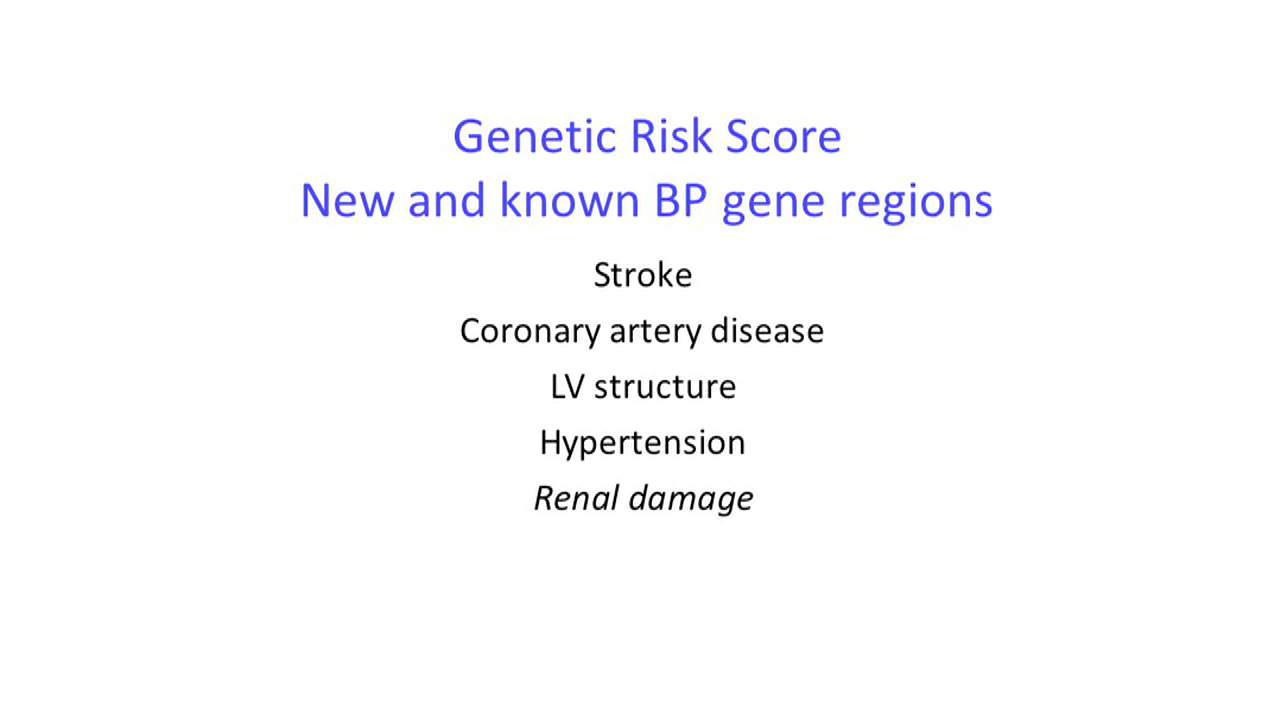 Genetic Risk Score
New and known BP gene regions
Stroke
Coronary artery disease
LV structure
Hypertension
Renal damage